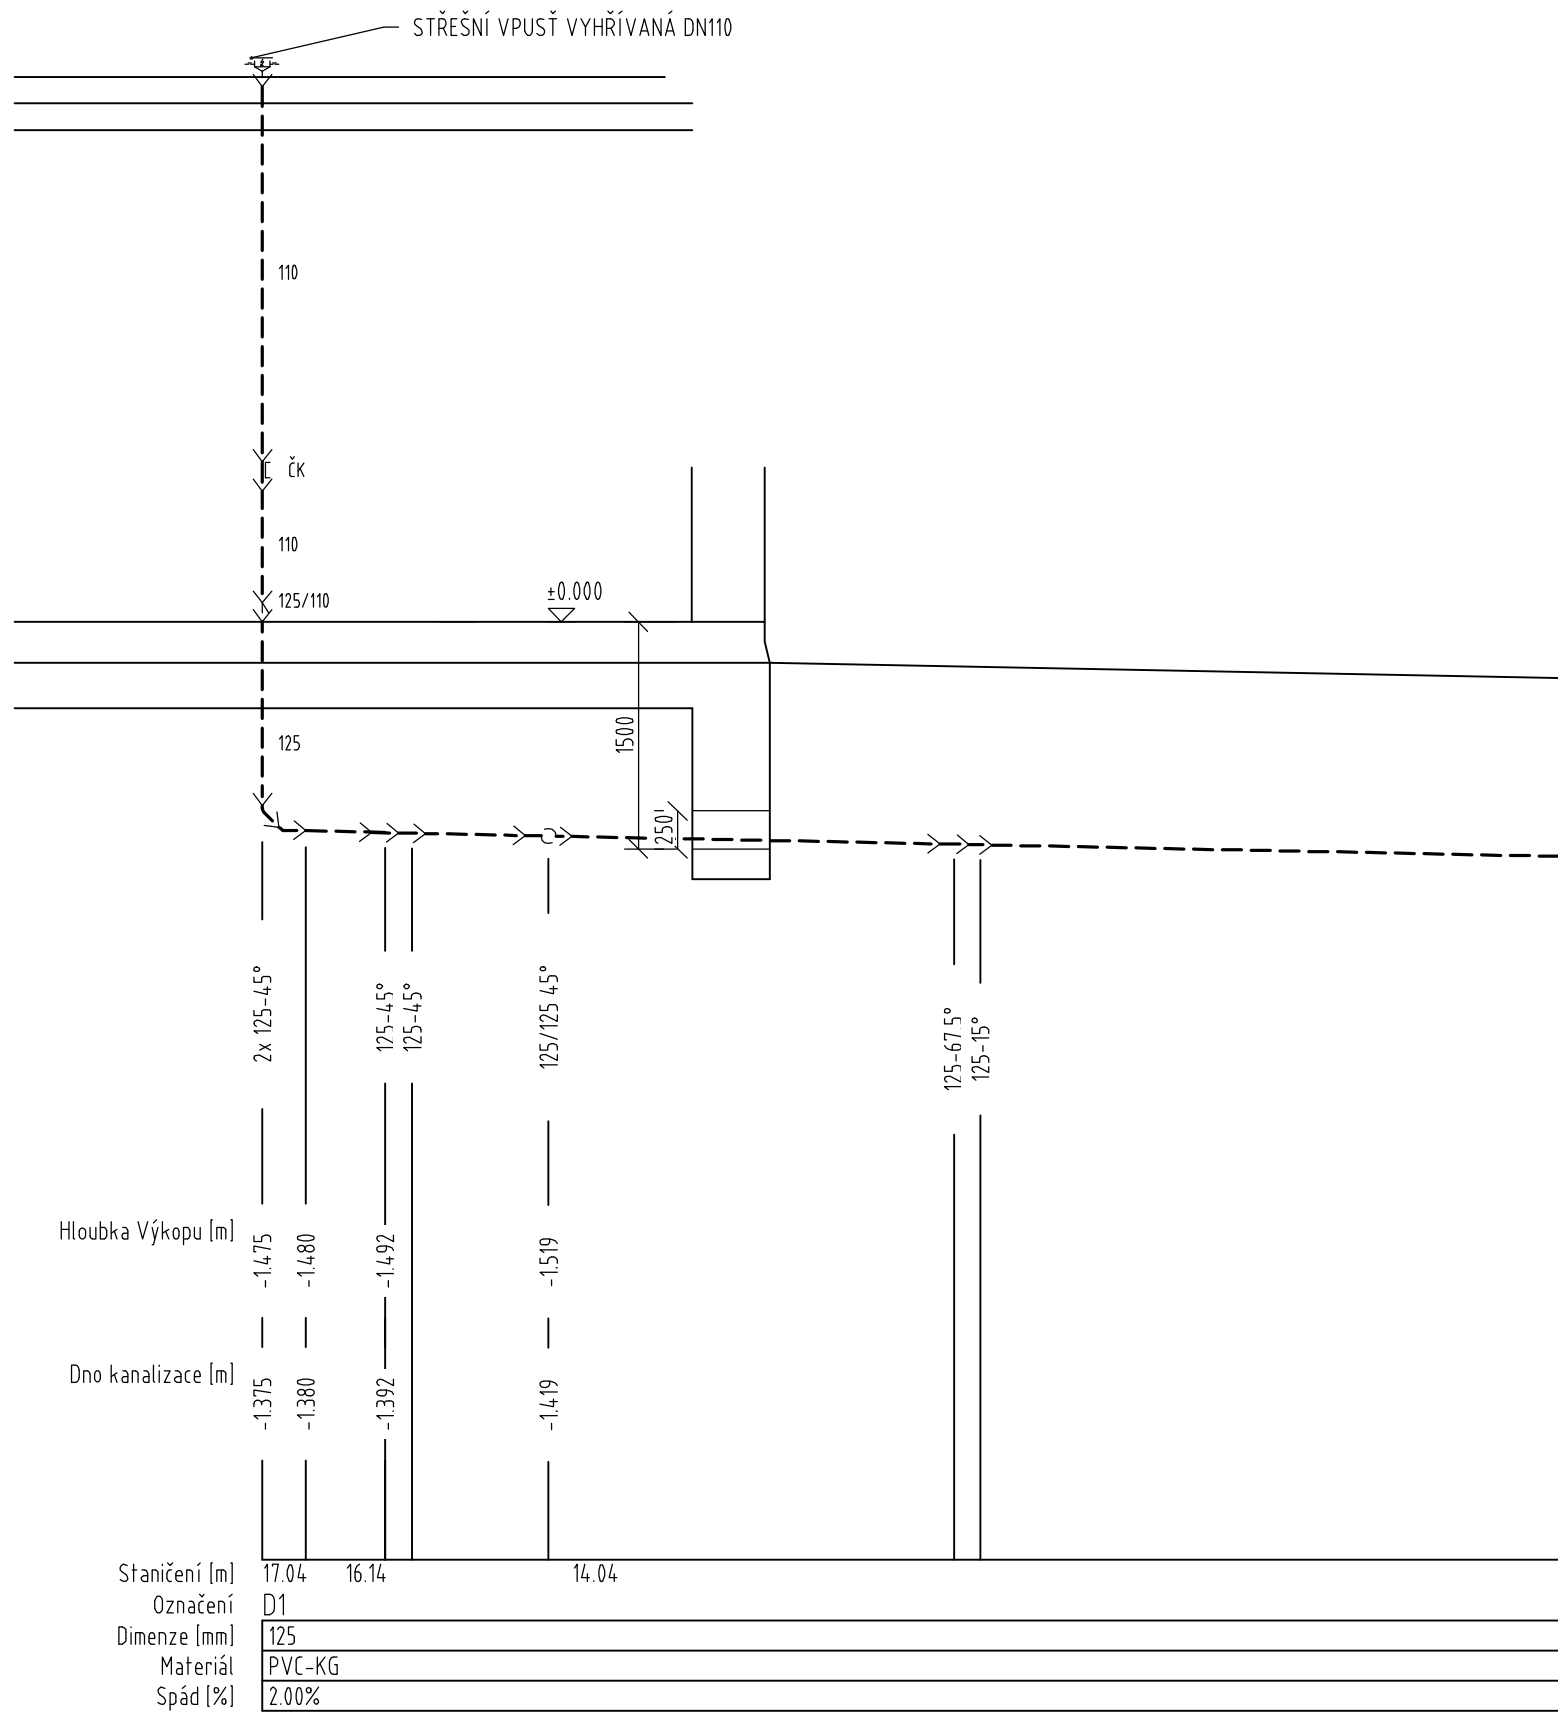 STŘEŠNÍ VPUSŤ VYHŘÍVANÁ DN110
110
ČK
110
125/110
±0.000
1500
125
250
2x 125-45°
125-45°
125-45°
125/125 45°
125-67.5°
125-15°
Hloubka Výkopu [m]
-1.475
-1.480
-1.492
-1.519
Dno kanalizace [m]
-1.375
-1.380
-1.392
-1.419
Staničení [m] 17.04 16.14 14.04
Označení D1
Dimenze [mm] 125
Materiál PVC-KG
Spád [%] 2.00%